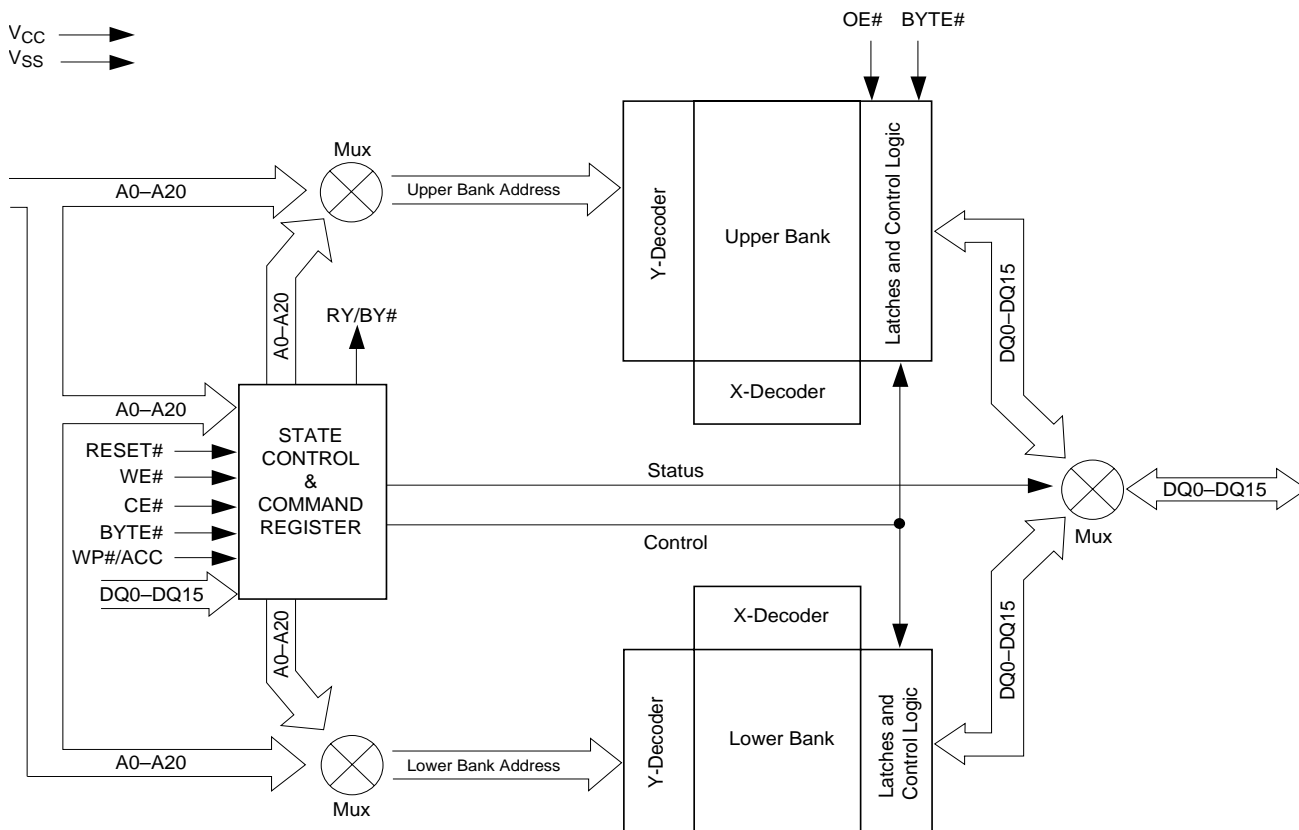 VCC
VSS
OE# BYTE#
Mux
A0–A20
Upper Bank Address
Y-Decoder
Upper Bank
Latches and Control Logic
DQ0–DQ15
A0–A20
RY/BY#
X-Decoder
A0–A20
RESET#
WE#
CE#
BYTE#
WP#/ACC
DQ0–DQ15
STATE
CONTROL
&
COMMAND
REGISTER
Status
Control
Mux
DQ0–DQ15
A0–A20
X-Decoder
Y-Decoder
Lower Bank
Latches and
Control Logic
DQ0–DQ15
A0–A20
Lower Bank Address
Mux